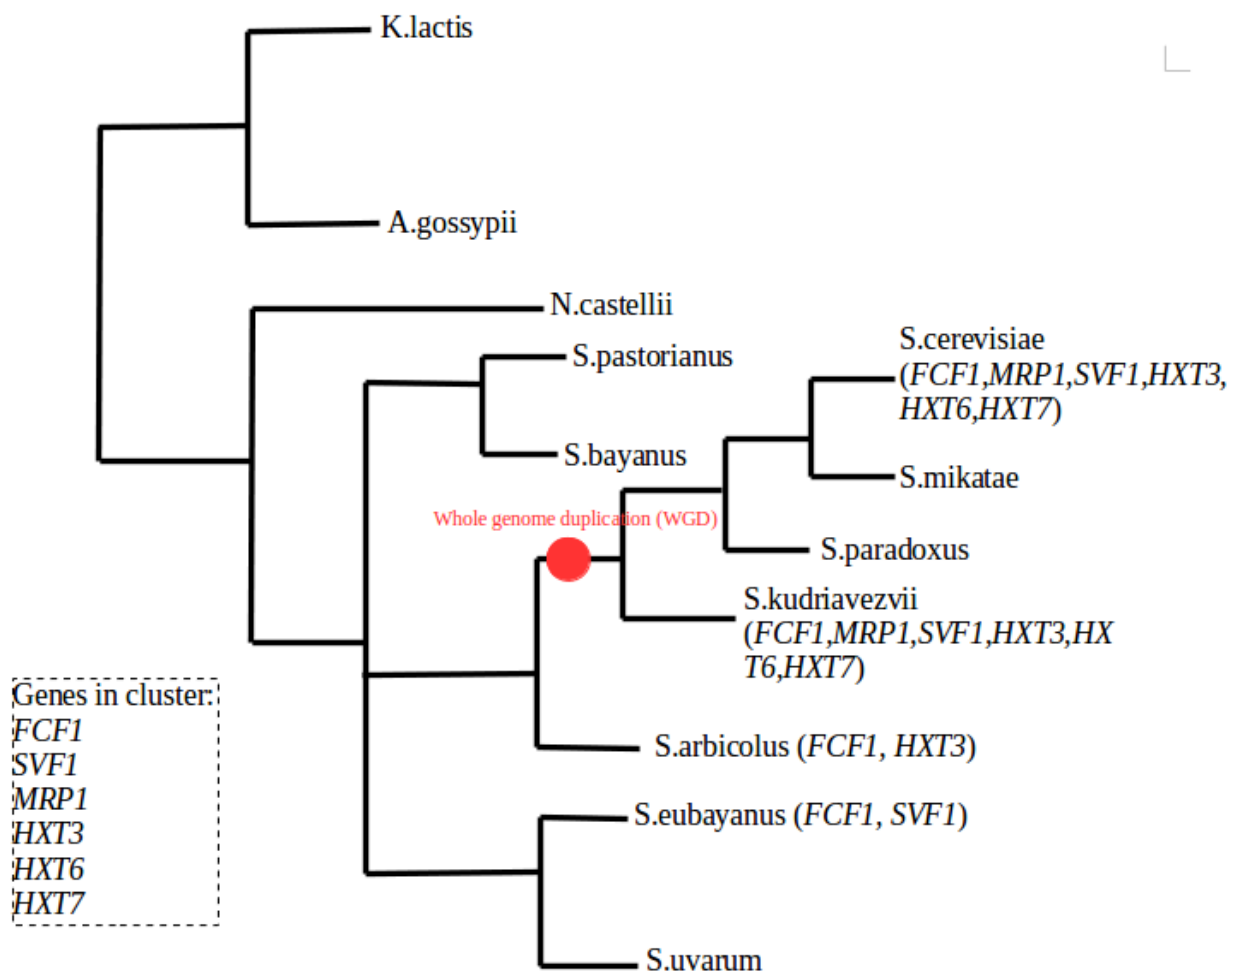 K.lactis
A.gossypii
N.castellii
S.pastorianus
S.cerevisiae
(FCF1,MRP1,SVF1,HXT3,
HXT6,HXT7)
S.bayanus
S.mikatae
Whole genome duplication (WGD)
S.paradoxus
S.kudriavezvii
(FCF1,MRP1,SVF1,HXT3,HX
T6,HXT7)
Genes in cluster:
FCF1
SVF1
MRP1
HXT3
HXT6
HXT7
S.arbicolus (FCF1, HXT3)
S.eubayanus (FCF1, SVF1)
S.uvarum